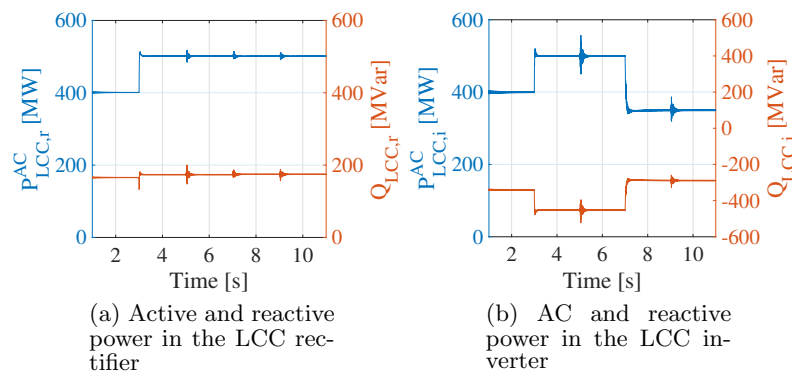 600
400
200
0
P^AC_LCC,r [MW]
600
400
200
0
Q_LCC,r [MVar]
2 4 6 8 10
Time [s]
(a) Active and reactive
power in the LCC rec-
tifier
600
400
200
0
P^AC_LCC,i [MW]
600
400
200
0
-200
-400
-600
Q_LCC,i [MVar]
2 4 6 8 10
Time [s]
(b) AC and reactive
power in the LCC in-
verter